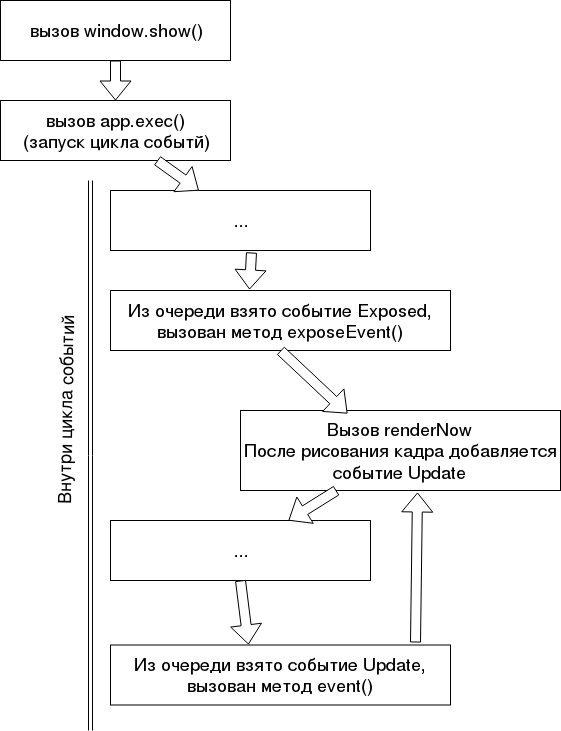 вызов window.show()
вызов app.exec()
(запуск цикла событй)
...
Из очереди взято событие Exposed,
вызован метод exposeEvent()
Внутри цикла событий
Вызов renderNow
После рисования кадра добавляется
событие Update
...
Из очереди взято событие Update,
вызован метод event()